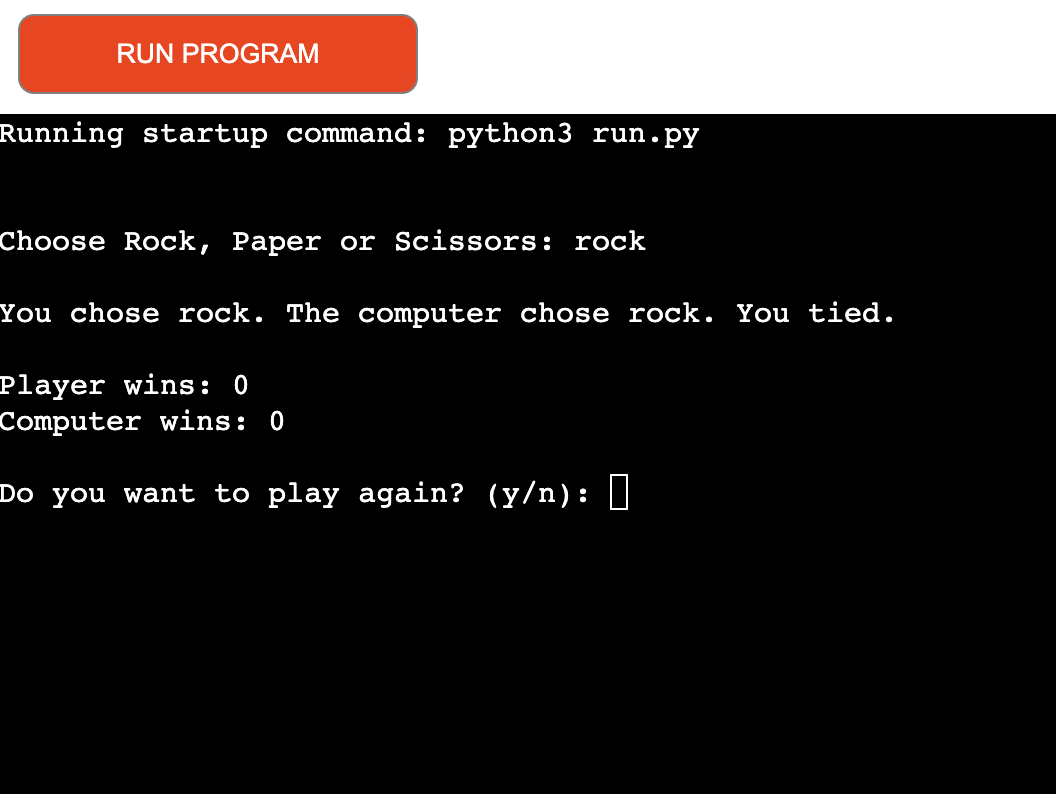 RUN PROGRAM
Running startup command: python3 run.py
Choose Rock, Paper or Scissors: rock
You chose rock. The computer chose rock. You tied.
Player wins: 0
Computer wins: 0
Do you want to play again? (y/n):